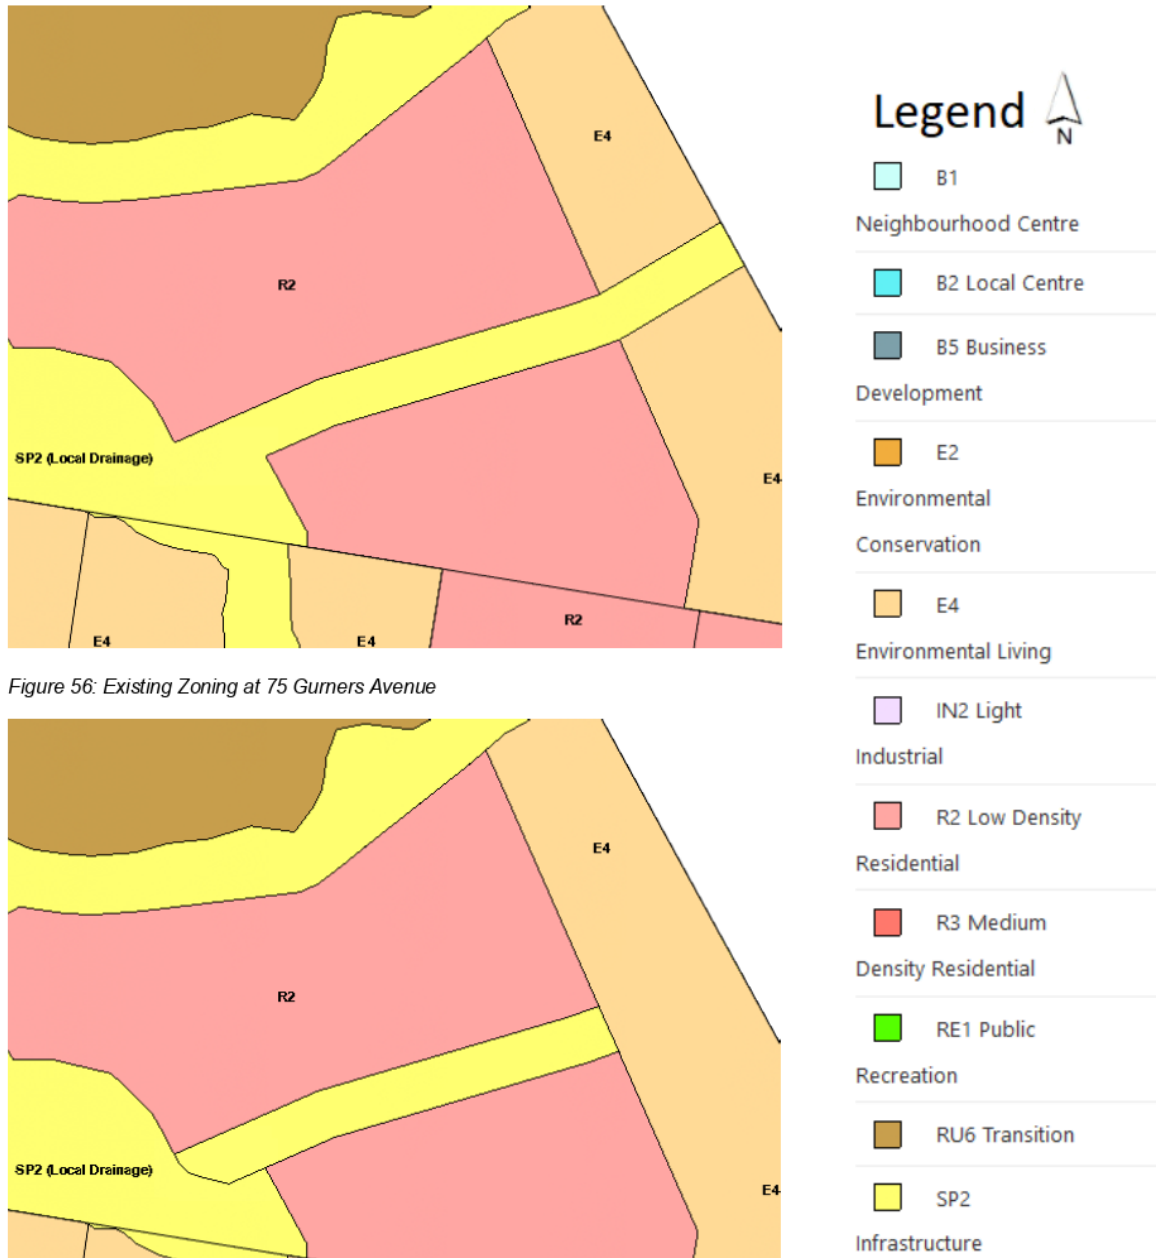 E4
R2
SP2 (Local Drainage)
E4
R2
E4
E4
Figure 56: Existing Zoning at 75 Gurners Avenue
E4
R2
SP2 (Local Drainage)
E4
Legend
N
B1
Neighbourhood Centre
B2 Local Centre
B5 Business
Development
E2
Environmental
Conservation
E4
Environmental Living
IN2 Light
Industrial
R2 Low Density
Residential
R3 Medium
Density Residential
RE1 Public
Recreation
RU6 Transition
SP2
Infrastructure